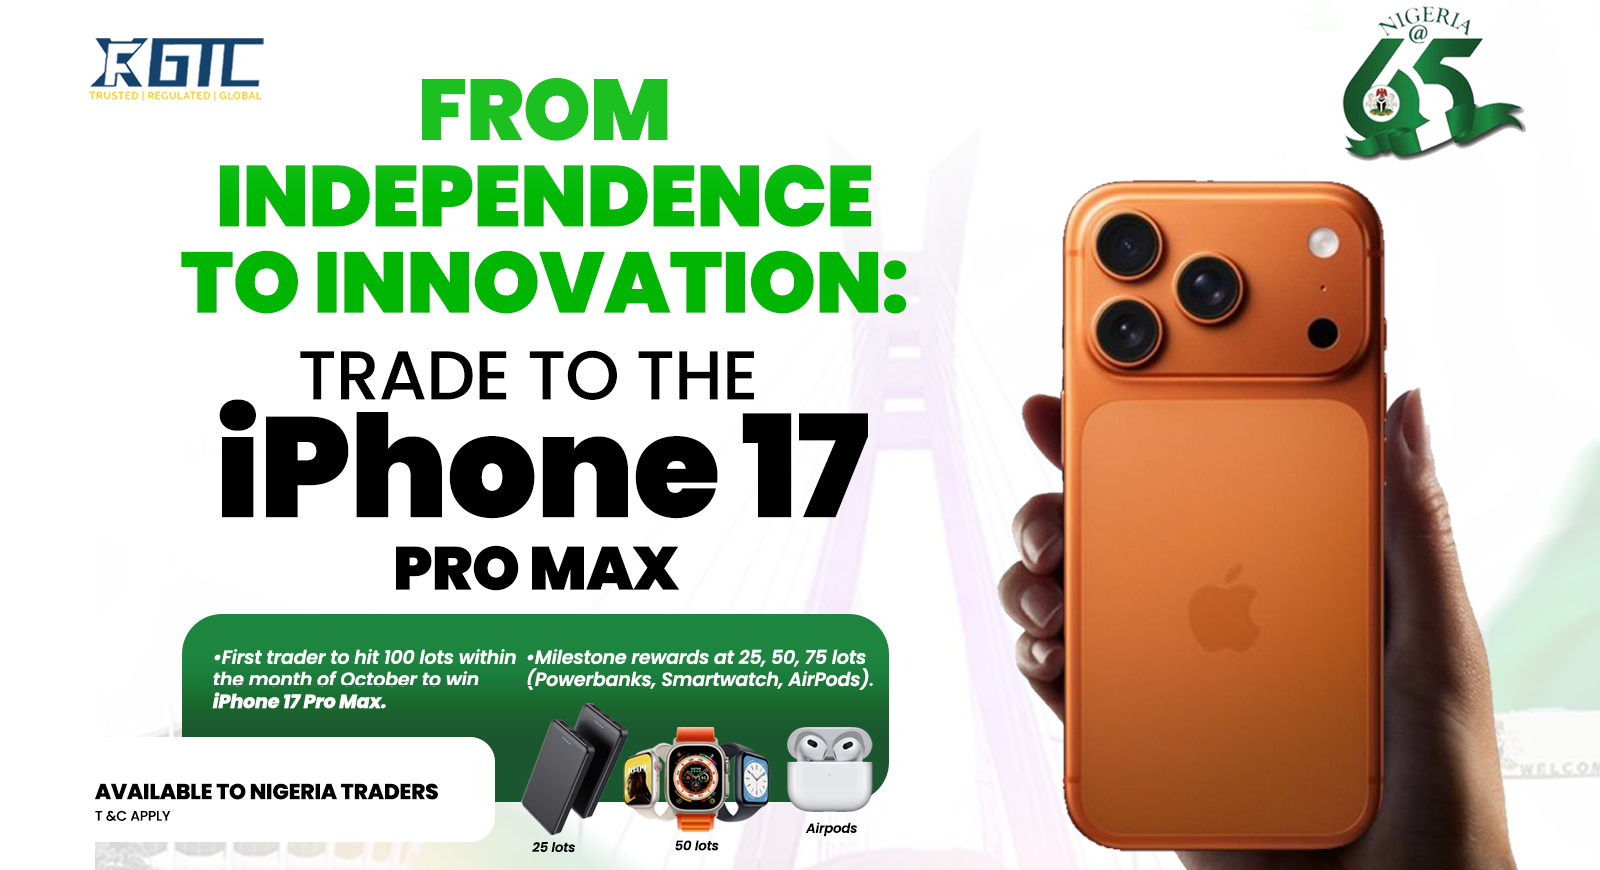 FXGTC
TRUSTED | REGULATED | GLOBAL
NIGERIA
@
65
FROM
INDEPENDENCE
TO INNOVATION:
TRADE TO THE
iPhone 17
PRO MAX
•First trader to hit 100 lots within
the month of October to win
iPhone 17 Pro Max.
•Milestone rewards at 25, 50, 75 lots
(Powerbanks, Smartwatch, AirPods).
25 lots
50 lots
Airpods
AVAILABLE TO NIGERIA TRADERS
T &C APPLY
WELCOM